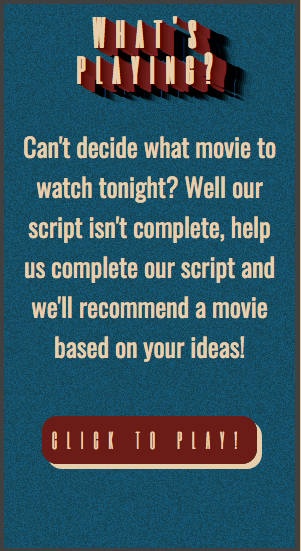 What's
Playing?
Can't decide what movie to
watch tonight? Well our
script isn't complete, help
us complete our script and
we'll recommend a movie
based on your ideas!
CLICK TO PLAY!